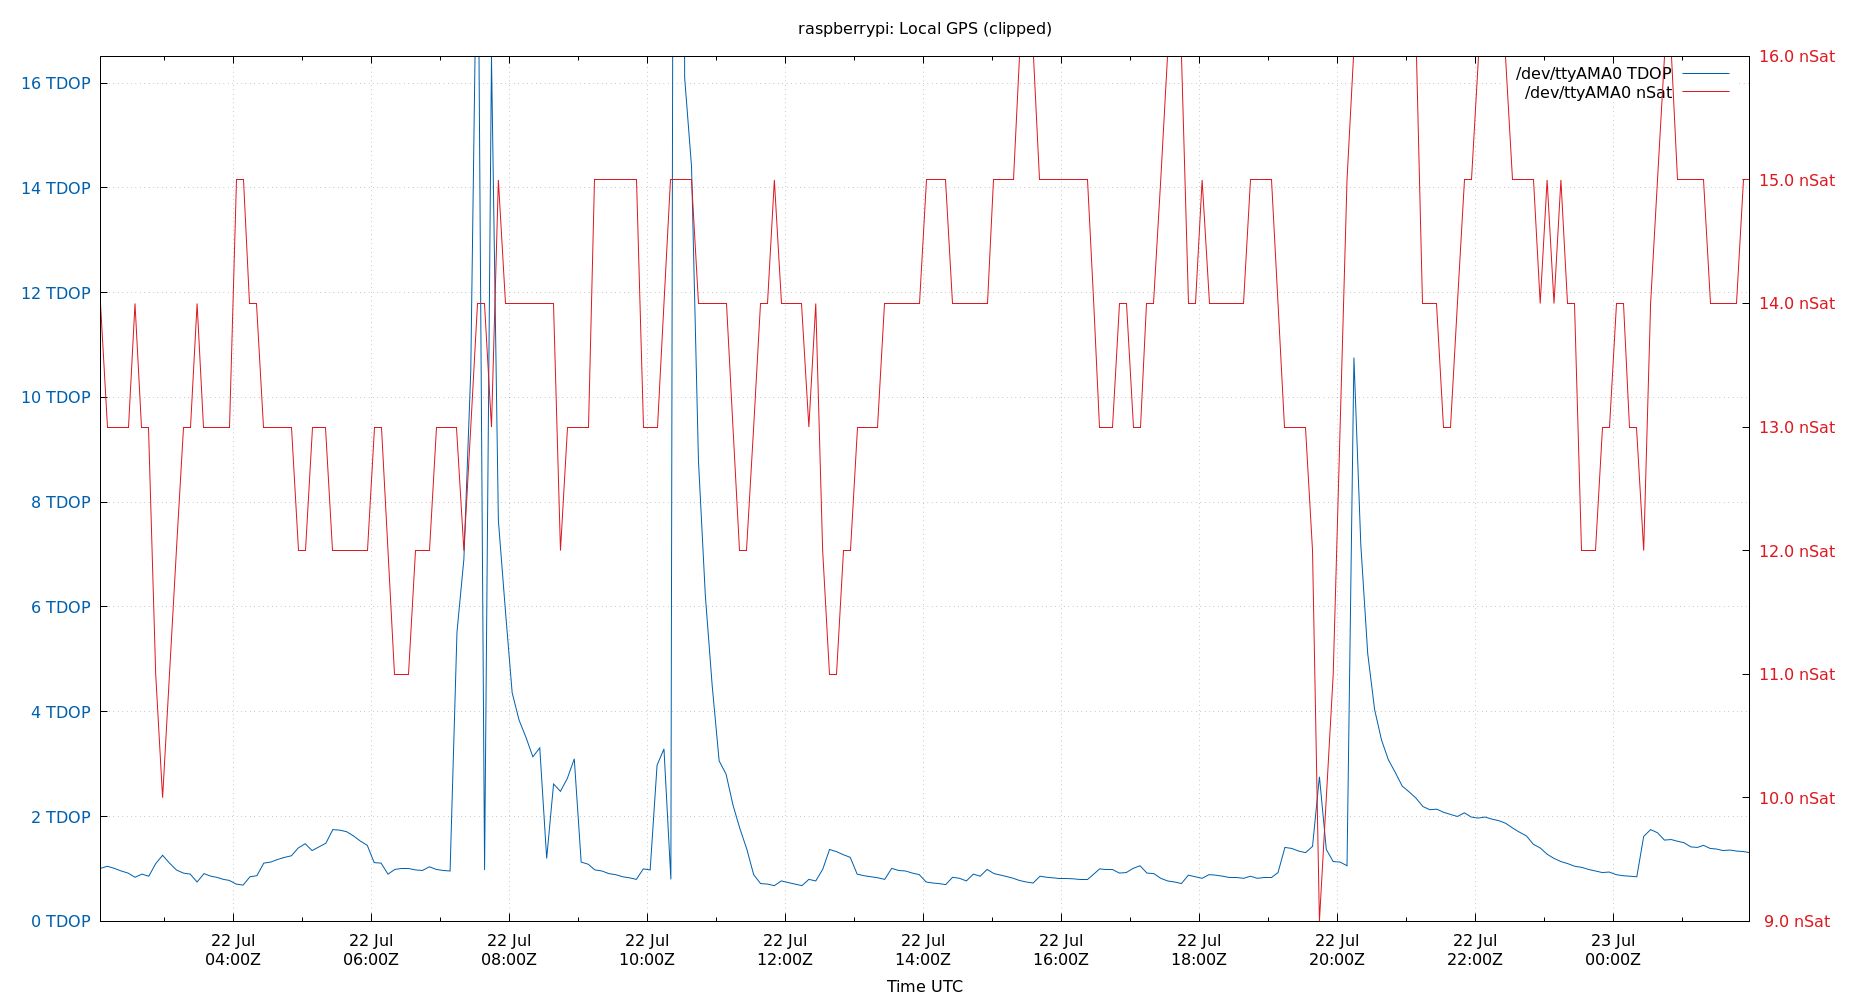 raspberrypi: Local GPS (clipped)
/dev/ttyAMA0 TDOP
/dev/ttyAMA0 nSat
16 TDOP
14 TDOP
12 TDOP
10 TDOP
8 TDOP
6 TDOP
4 TDOP
2 TDOP
0 TDOP
16.0 nSat
15.0 nSat
14.0 nSat
13.0 nSat
12.0 nSat
11.0 nSat
10.0 nSat
9.0 nSat
22 Jul
04:00Z
22 Jul
06:00Z
22 Jul
08:00Z
22 Jul
10:00Z
22 Jul
12:00Z
22 Jul
14:00Z
22 Jul
16:00Z
22 Jul
18:00Z
22 Jul
20:00Z
22 Jul
22:00Z
23 Jul
00:00Z
Time UTC